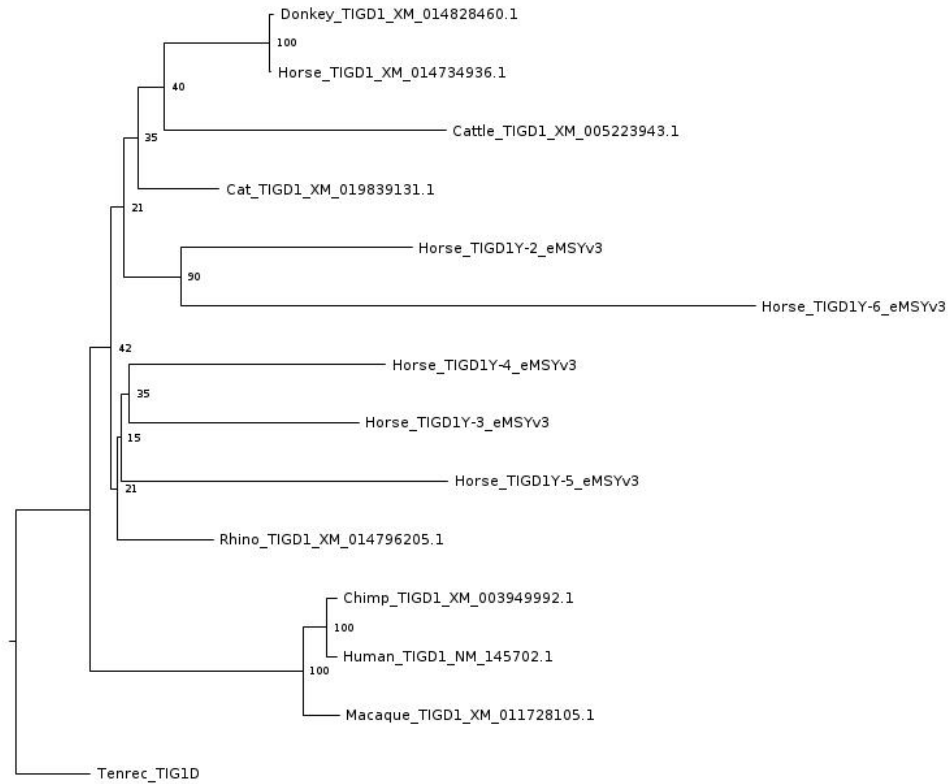 Donkey_TIGD1_XM_014828460.1
100
Horse_TIGD1_XM_014734936.1
40
Cattle_TIGD1_XM_005223943.1
35
Cat_TIGD1_XM_019839131.1
21
Horse_TIGD1Y-2_eMSYv3
90
Horse_TIGD1Y-6_eMSYv3
42
Horse_TIGD1Y-4_eMSYv3
35
Horse_TIGD1Y-3_eMSYv3
15
Horse_TIGD1Y-5_eMSYv3
21
Rhino_TIGD1_XM_014796205.1
Chimp_TIGD1_XM_003949992.1
100
Human_TIGD1_NM_145702.1
100
Macaque_TIGD1_XM_011728105.1
Tenrec_TIG1D